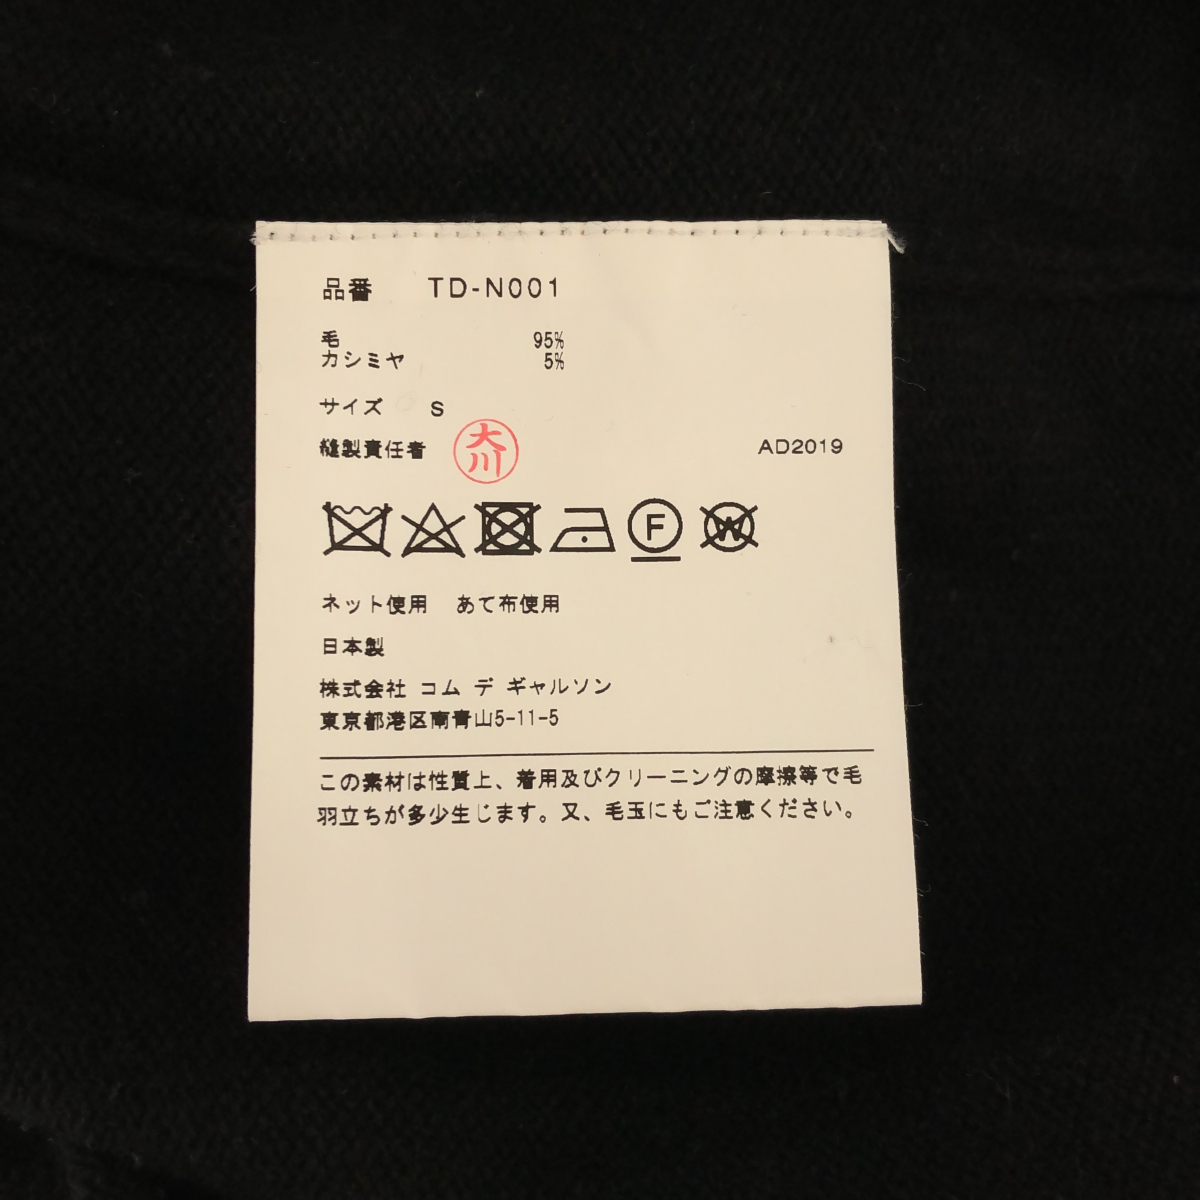 品番 TD-N001
毛 95%
カシミヤ 5%
サイズ S
縫製責任者 大川 AD2019
F W
ネット使用 あて布使用
日本製
株式会社 コム デ ギャルソン
東京都港区南青山5-11-5
この素材は性質上、着用及びクリーニングの摩擦等で毛
羽立ちが多少生じます。又、毛玉にもご注意ください。